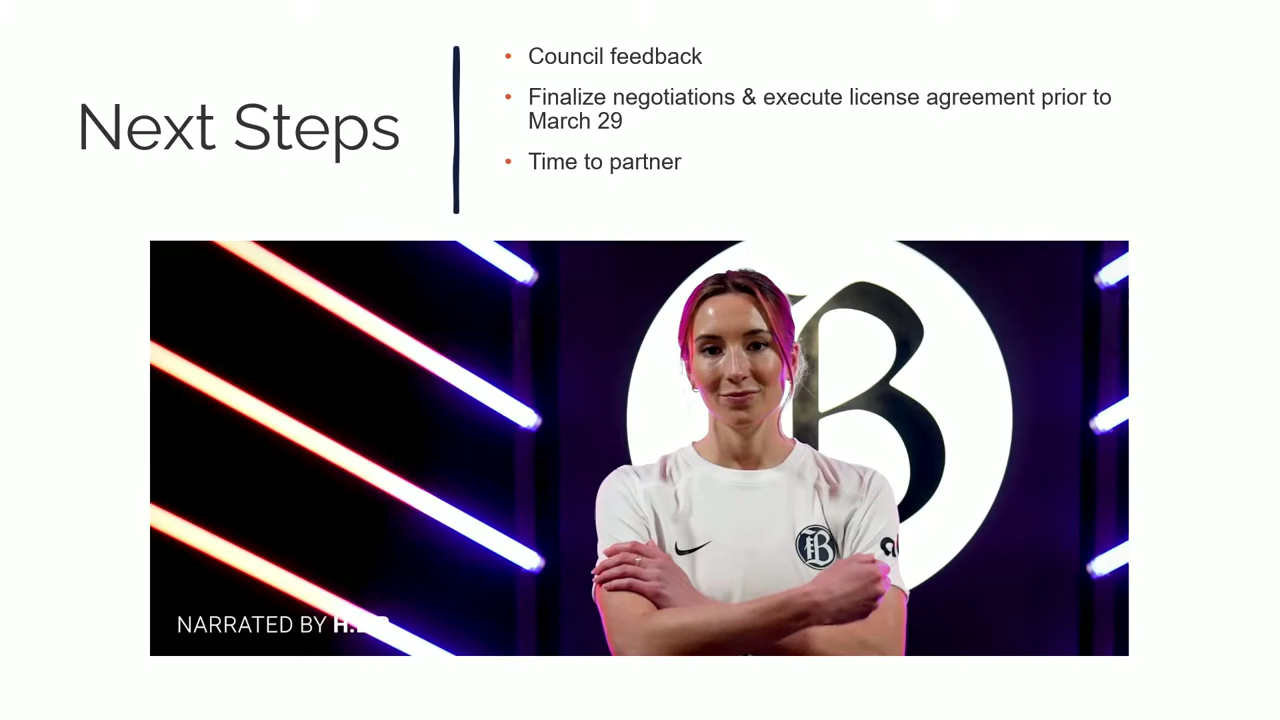 Next Steps
• Council feedback
• Finalize negotiations & execute license agreement prior to
March 29
• Time to partner
B
B
NARRATED BY